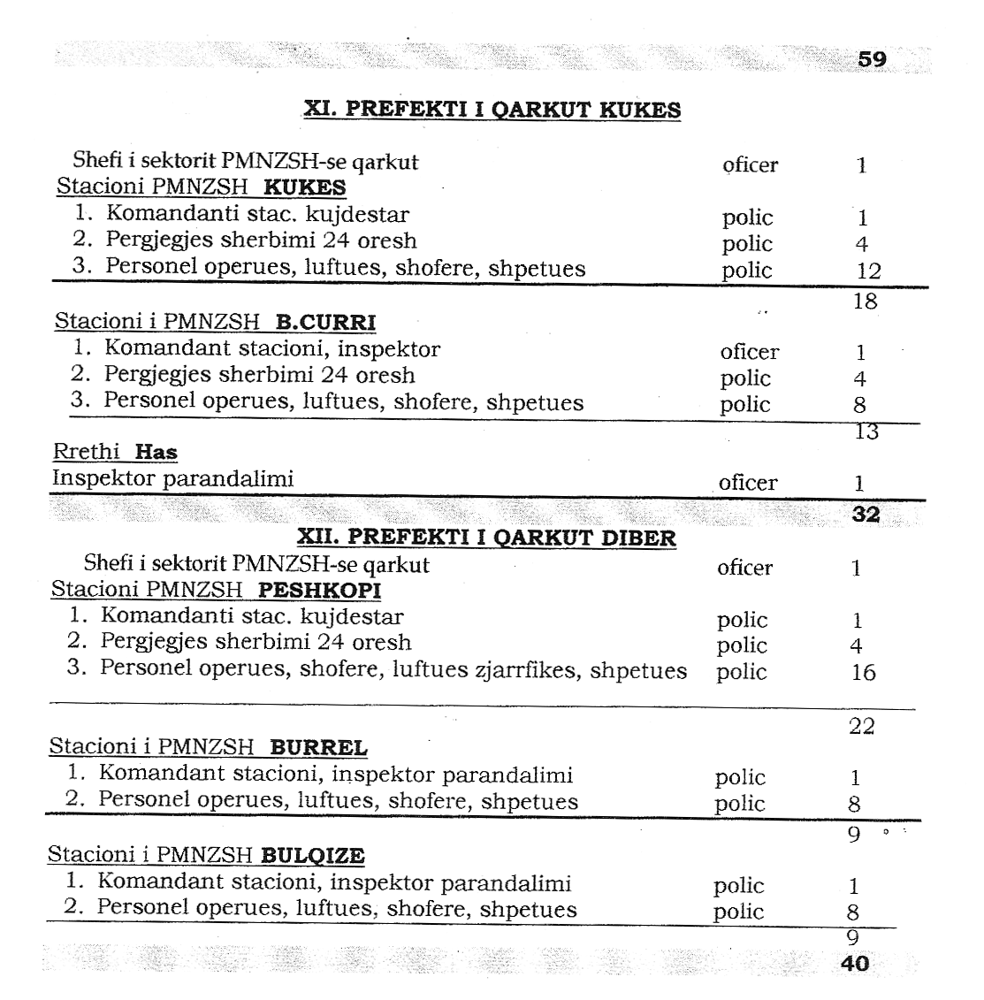 59
XI. PREFEKTI I QARKUT KUKES
Shefi i sektorit PMNZSH-se qarkut oficer 1
Stacioni PMNZSH KUKES
1. Komandanti stac. kujdestar polic 1
2. Pergjegjes sherbimi 24 oresh polic 4
3. Personel operues, luftues, shofere, shpetues polic 12
18
Stacioni i PMNZSH B.CURRI
1. Komandant stacioni, inspektor oficer 1
2. Pergjegjes sherbimi 24 oresh polic 4
3. Personel operues, luftues, shofere, shpetues polic 8
13
Rrethi Has
Inspektor parandalimi oficer 1
32
XII. PREFEKTI I QARKUT DIBER
Shefi i sektorit PMNZSH-se qarkut oficer 1
Stacioni PMNZSH PESHKOPI
1. Komandanti stac. kujdestar polic 1
2. Pergjegjes sherbimi 24 oresh polic 4
3. Personel operues, shofere, luftues zjarrfikes, shpetues polic 16
22
Stacioni i PMNZSH BURREL
1. Komandant stacioni, inspektor parandalimi polic 1
2. Personel operues, luftues, shofere, shpetues polic 8
9
Stacioni i PMNZSH BULQIZE
1. Komandant stacioni, inspektor parandalimi polic 1
2. Personel operues, luftues, shofere, shpetues polic 8
9
40